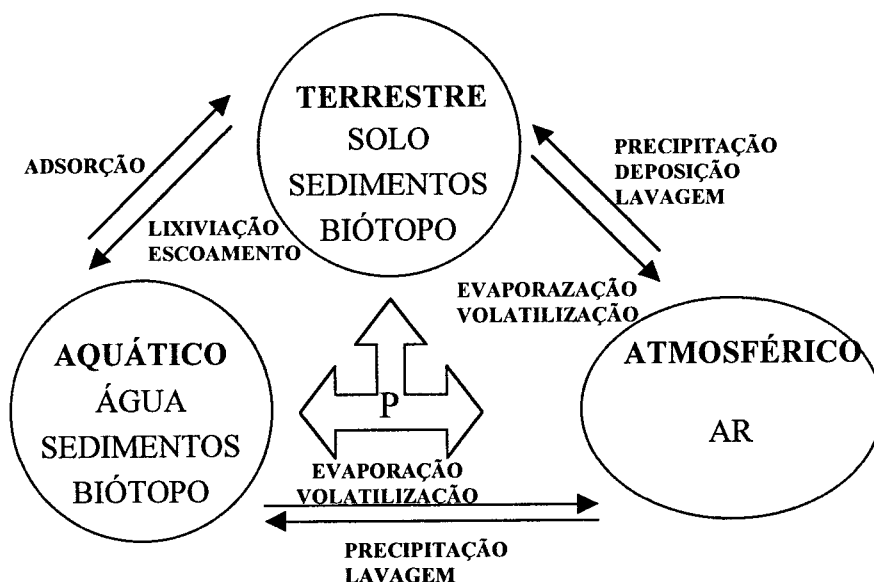 TERRESTRE
SOLO
SEDIMENTOS
BIÓTOPO
ADSORÇÃO
LIXIVIAÇÃO
ESCOAMENTO
PRECIPITAÇÃO
DEPOSIÇÃO
LAVAGEM
EVAPORAZAÇÃO
VOLATILIZAÇÃO
AQUÁTICO
ÁGUA
SEDIMENTOS
BIÓTOPO
P
ATMOSFÉRICO
AR
EVAPORAÇÃO
VOLATILIZAÇÃO
PRECIPITAÇÃO
LAVAGEM